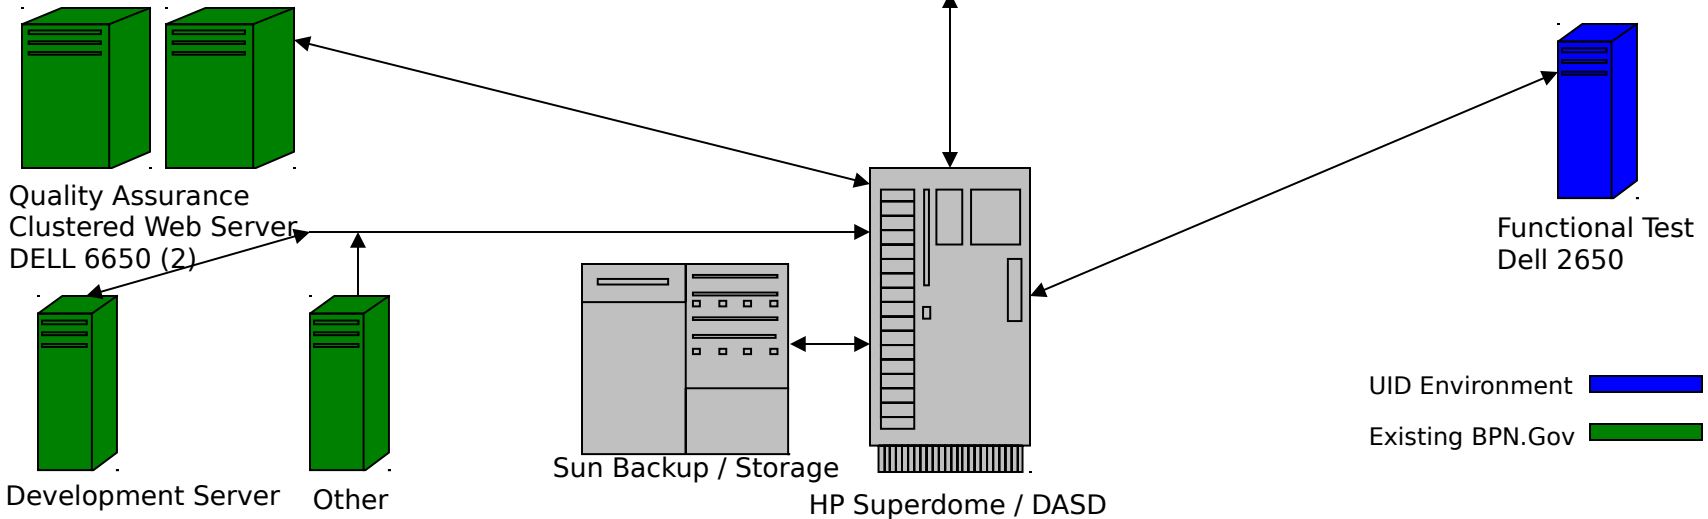 Quality Assurance
Clustered Web Server
DELL 6650 (2)
Functional Test
Dell 2650
UID Environment
Existing BPN.Gov
Sun Backup / Storage
Development Server
Other
HP Superdome / DASD